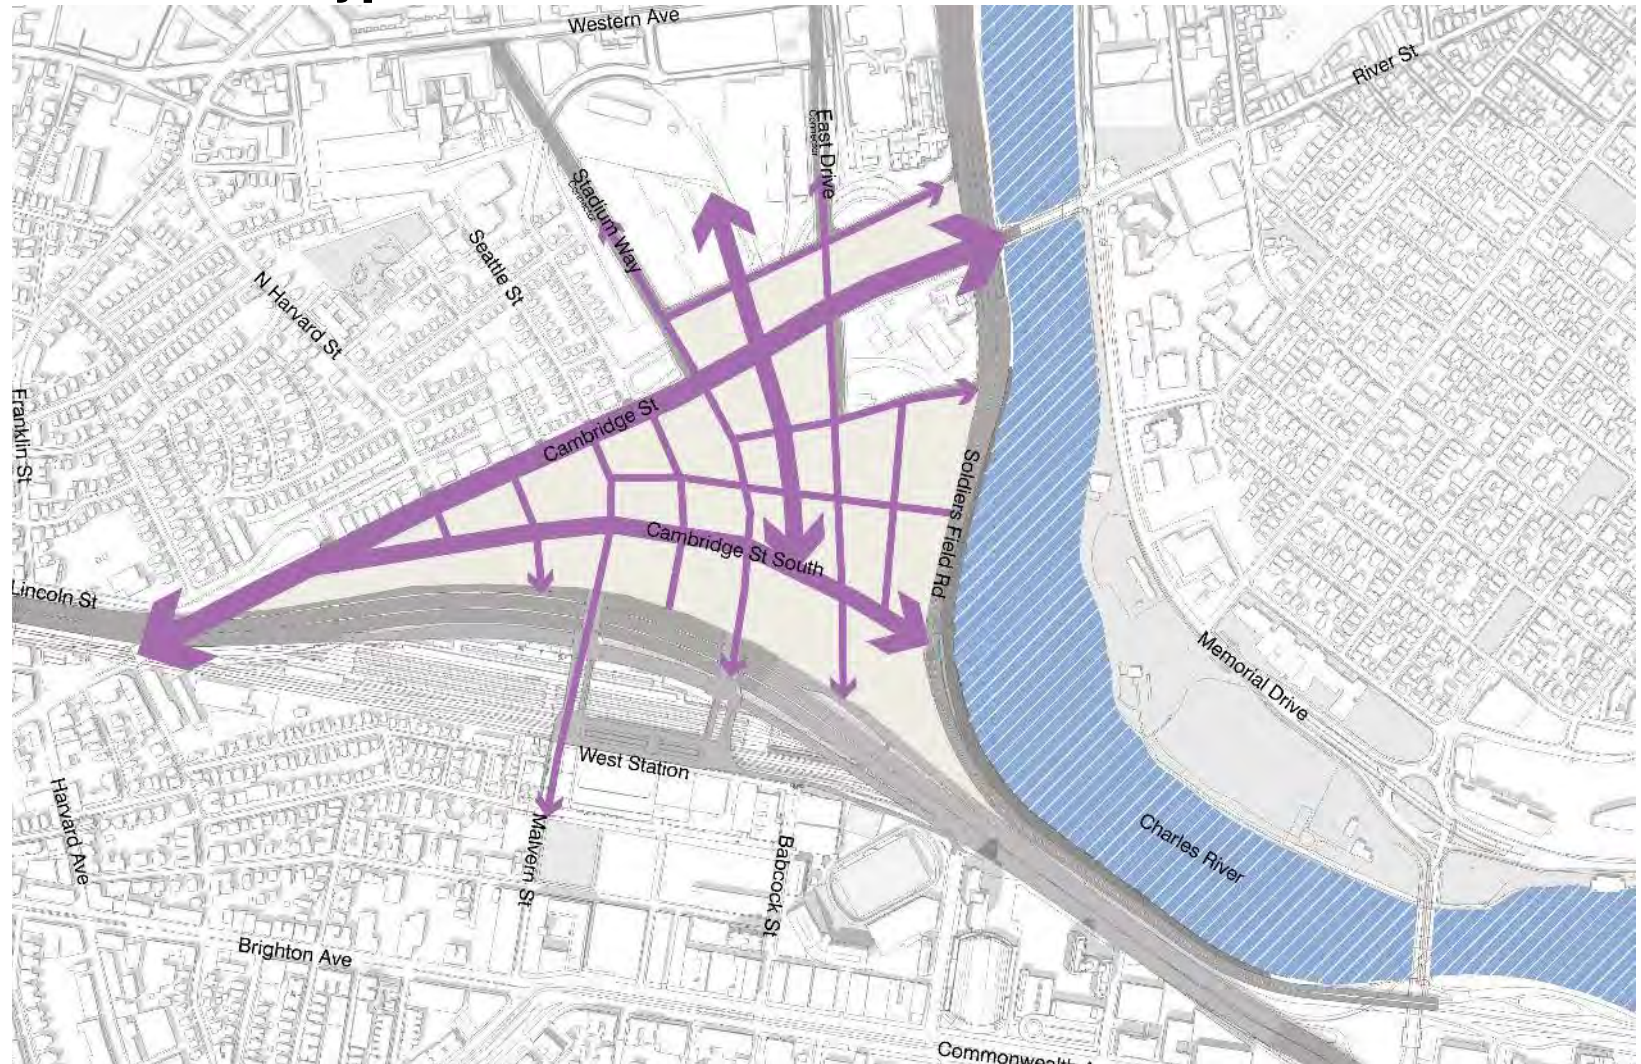 Western Ave
River St
East Drive
Connector
Stadium Way
Connector
Seattle St
N Harvard St
Franklin St
Cambridge St
Soldiers Field Rd
Cambridge St South
Lincoln St
Memorial Drive
West Station
Harvard Ave
Malvern St
Babcock St
Charles River
Brighton Ave